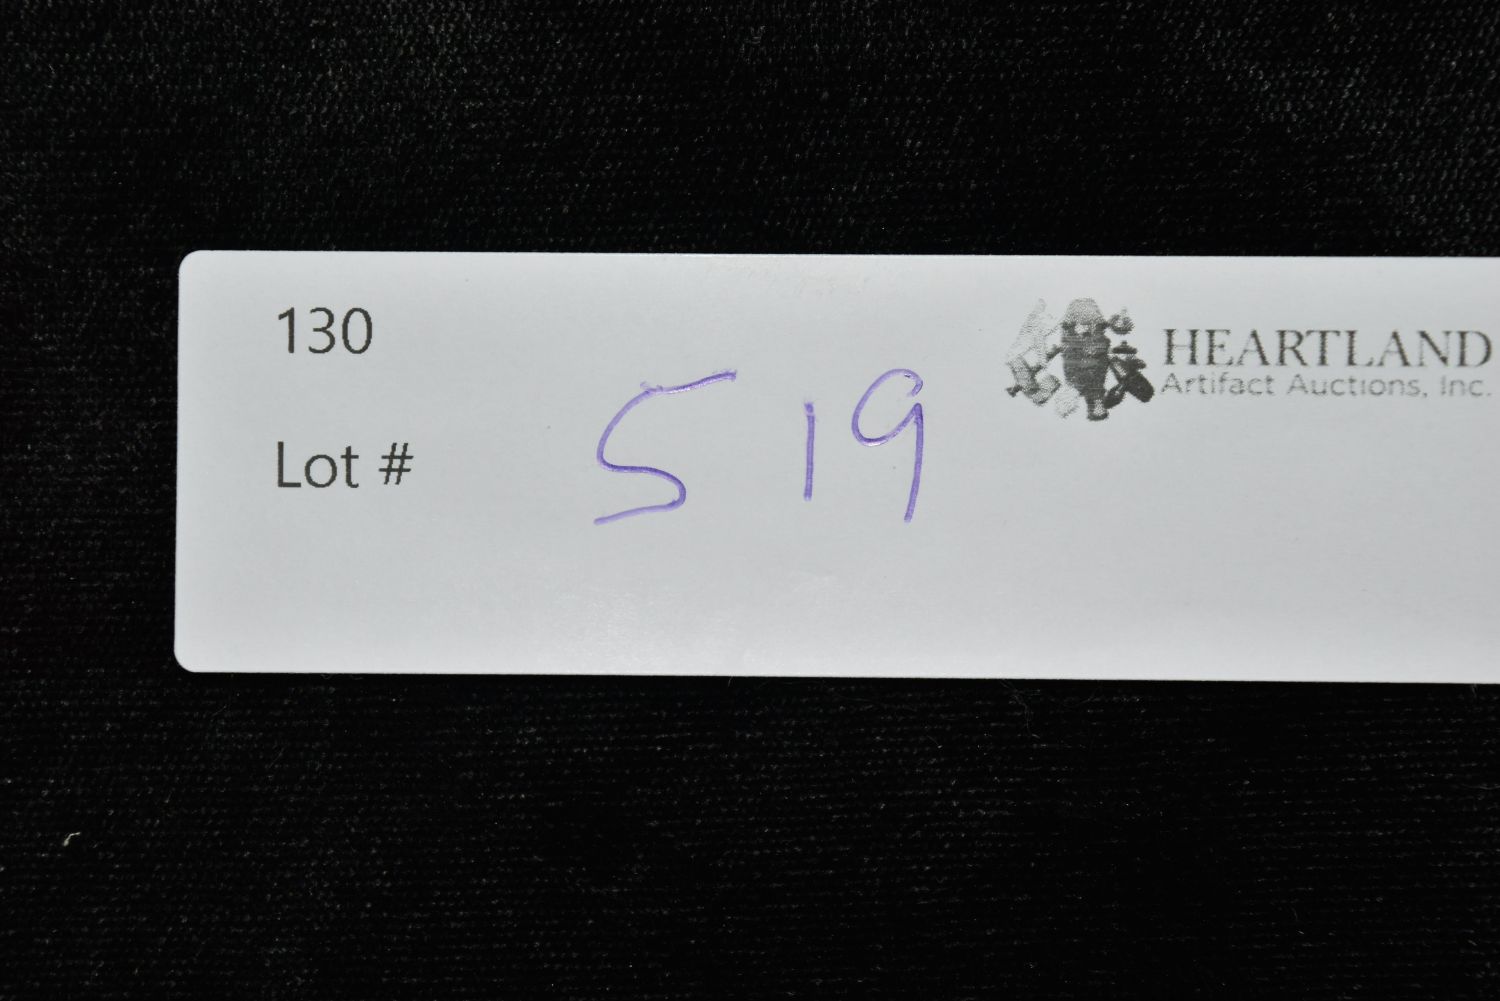 130
HEARTLAND
Artifact Auctions, Inc.
Lot # 519